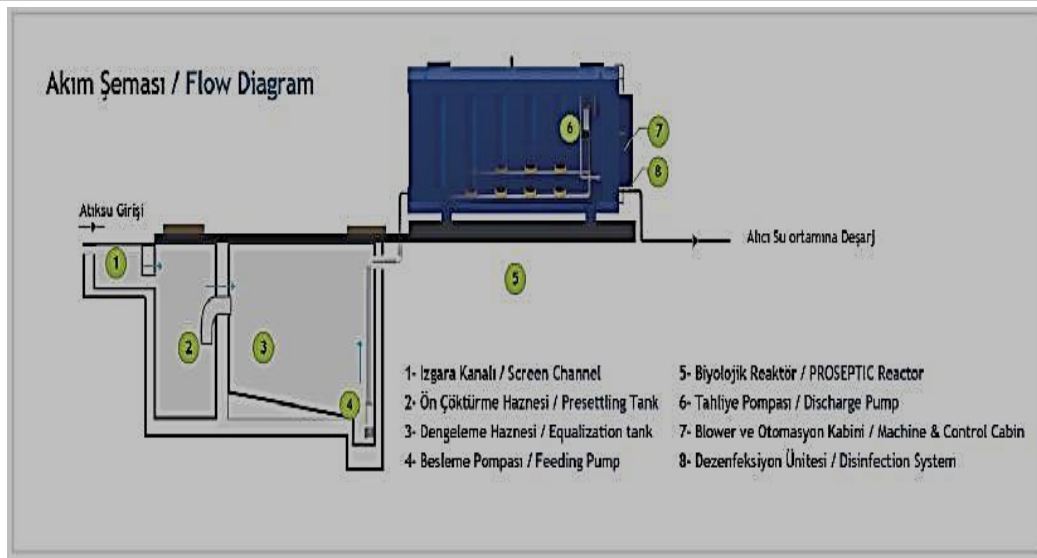 Akım Şeması / Flow Diagram
6
7
8
Atıksu Girişi
Alıcı Su ortamına Deşarj
1
5
2
3
4
1- Izgara Kanalı / Screen Channel
2- Ön Çöktürme Haznesi / Presettling Tank
3- Dengeleme Haznesi / Equalization tank
4- Besleme Pompası / Feeding Pump
5- Biyolojik Reaktör / PROSEPTIC Reactor
6- Tahliye Pompası / Discharge Pump
7- Blower ve Otomasyon Kabini / Machine & Control Cabin
8- Dezenfeksiyon Ünitesi / Disinfection System